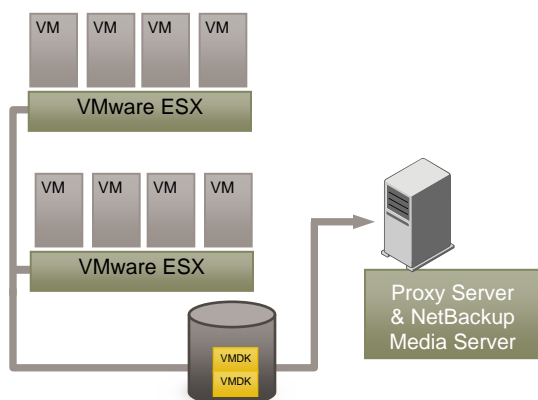 VM VM VM VM
VMware ESX
VM VM VM VM
VMware ESX
Proxy Server
& NetBackup
Media Server
VMDK
VMDK